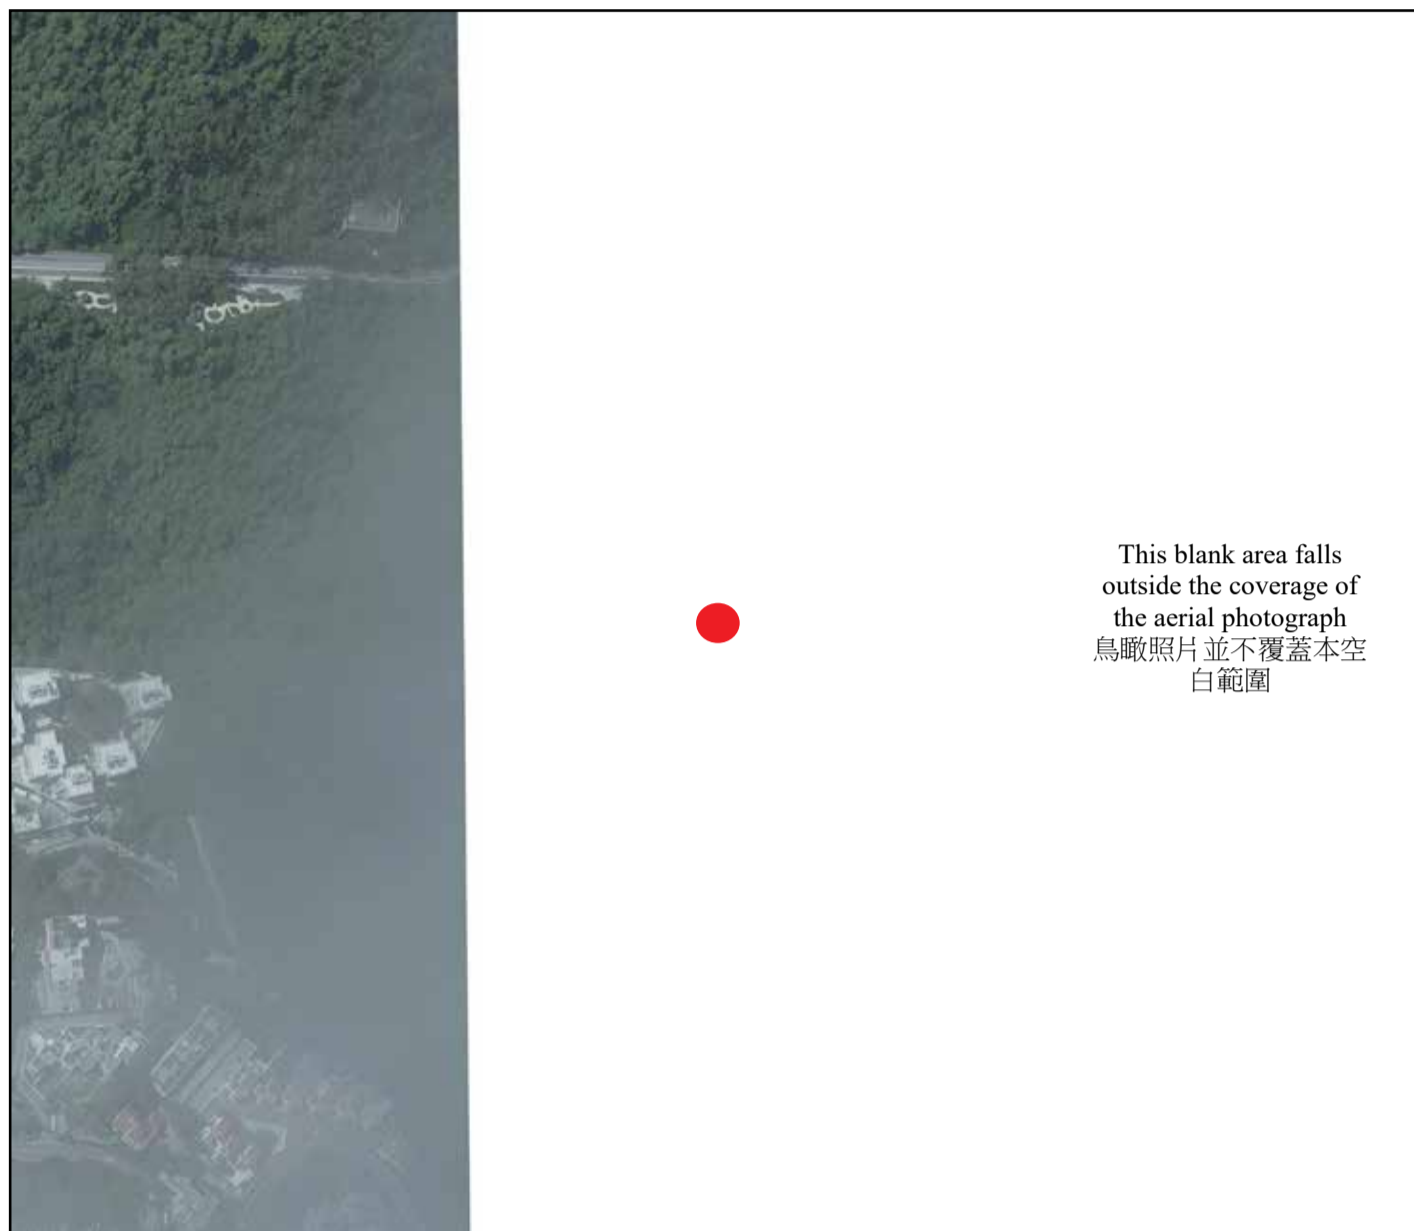 This blank area falls
outside the coverage of
the aerial photograph
鳥瞰照片並不覆蓋本空
白範圍